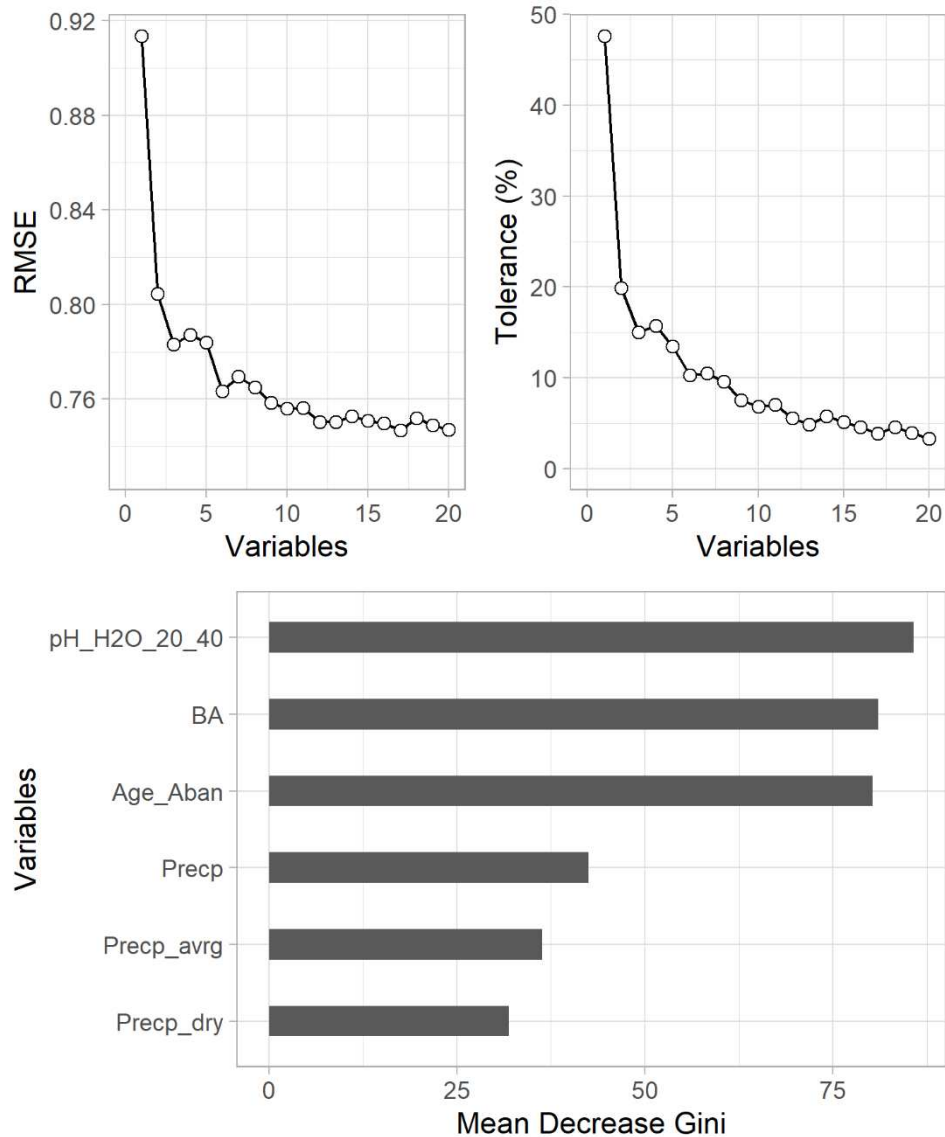 0.92
0.88
0.84
0.80
0.76
RMSE
0
5
10
15
20
Variables
50
40
30
20
10
0
Tolerance (%)
0
5
10
15
20
Variables
pH_H2O_20_40
BA
Age_Aban
Precp
Precp_avrg
Precp_dry
Variables
0
25
50
75
Mean Decrease Gini